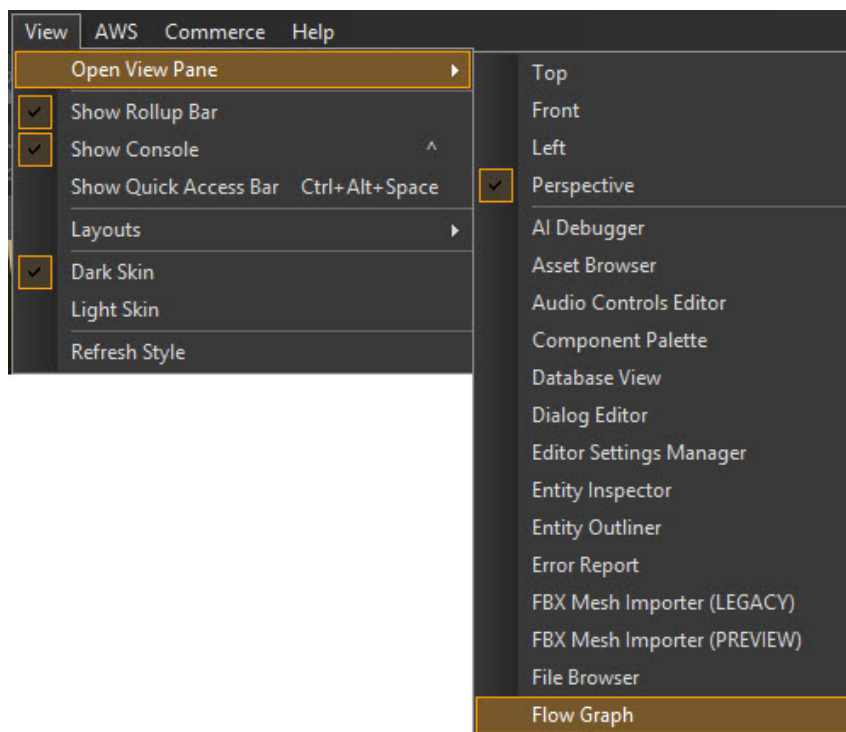 View AWS Commerce Help
Open View Pane
Show Rollup Bar
Show Console ^
Show Quick Access Bar Ctrl+Alt+Space
Layouts
Dark Skin
Light Skin
Refresh Style
Top
Front
Left
Perspective
AI Debugger
Asset Browser
Audio Controls Editor
Component Palette
Database View
Dialog Editor
Editor Settings Manager
Entity Inspector
Entity Outliner
Error Report
FBX Mesh Importer (LEGACY)
FBX Mesh Importer (PREVIEW)
File Browser
Flow Graph